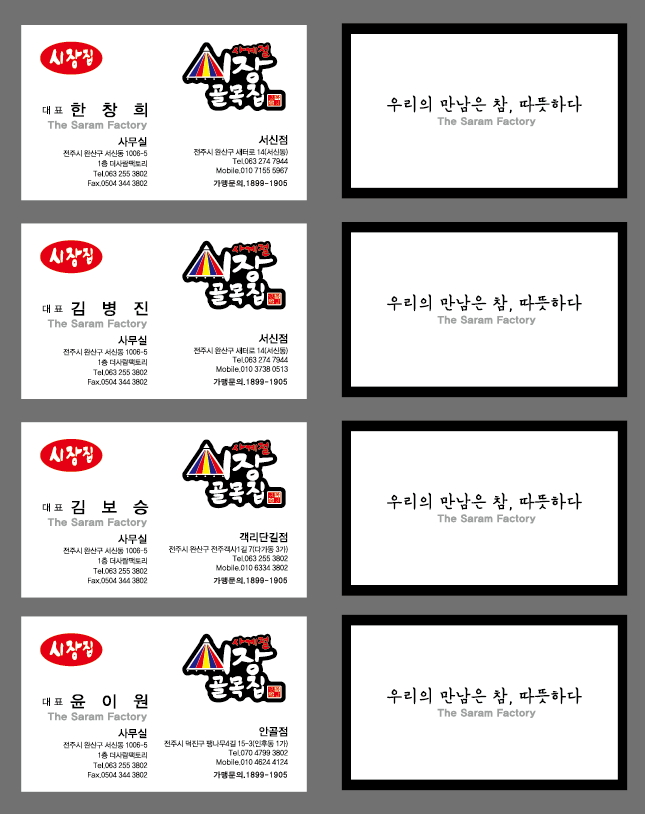 시장집
사계절
시장
골목집
대표 한 창 희
The Saram Factory
사무실
전주시 완산구 서신동 1006-5
1층 더사람팩토리
Tel.063 255 3802
Fax.0504 344 3802
서신점
전주시 완산구 새터로 14(서신동)
Tel.063 274 7944
Mobile.010 7155 5967
가맹문의.1899-1905
우리의 만남은 참, 따뜻하다
The Saram Factory
시장집
사계절
시장
골목집
대표 김 병 진
The Saram Factory
사무실
전주시 완산구 서신동 1006-5
1층 더사람팩토리
Tel.063 255 3802
Fax.0504 344 3802
서신점
전주시 완산구 새터로 14(서신동)
Tel.063 274 7944
Mobile.010 3738 0513
가맹문의.1899-1905
우리의 만남은 참, 따뜻하다
The Saram Factory
시장집
사계절
시장
골목집
대표 김 보 승
The Saram Factory
사무실
전주시 완산구 서신동 1006-5
1층 더사람팩토리
Tel.063 255 3802
Fax.0504 344 3802
객리단길점
전주시 완산구 전주객사1길 7(다가동 3가)
Tel.063 255 3802
Mobile.010 6334 3802
가맹문의.1899-1905
우리의 만남은 참, 따뜻하다
The Saram Factory
시장집
사계절
시장
골목집
대표 윤 이 원
The Saram Factory
사무실
전주시 완산구 서신동 1006-5
1층 더사람팩토리
Tel.063 255 3802
Fax.0504 344 3802
안골점
전주시 덕진구 팽나무4길 15-3(인후동 1가)
Tel.070 4799 3802
Mobile.010 4624 4124
가맹문의.1899-1905
우리의 만남은 참, 따뜻하다
The Saram Factory